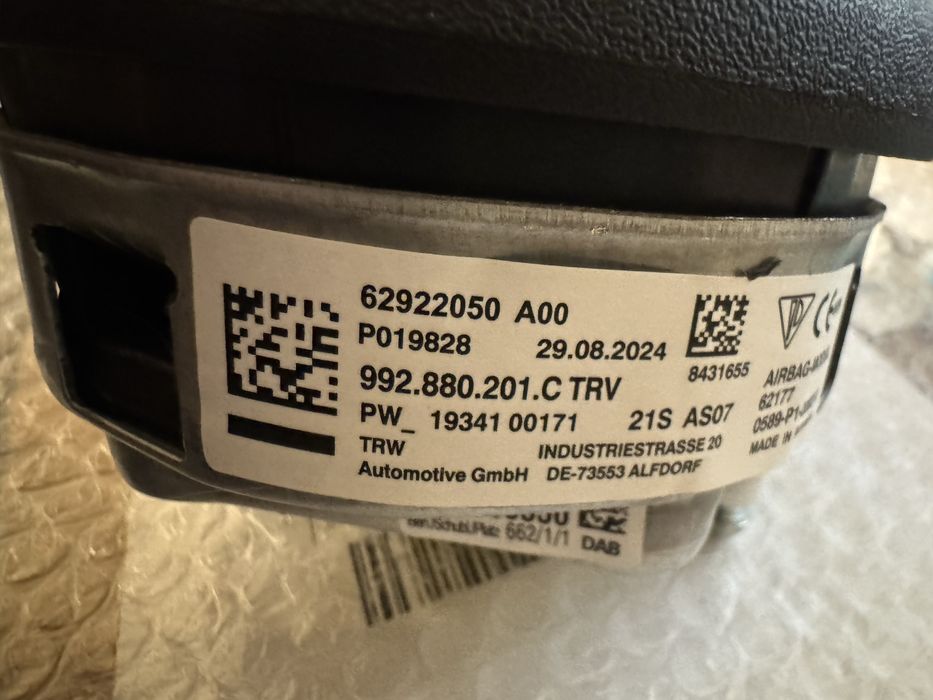 62922050 A00
P019828 29.08.2024
992.880.201.C TRV
PW_ 19341 00171 21S AS07
TRW INDUSTRIESTRASSE 20
Automotive GmbH DE-73553 ALFDORF
8431655
CE
62177
MADE IN
662/1/1 DAB